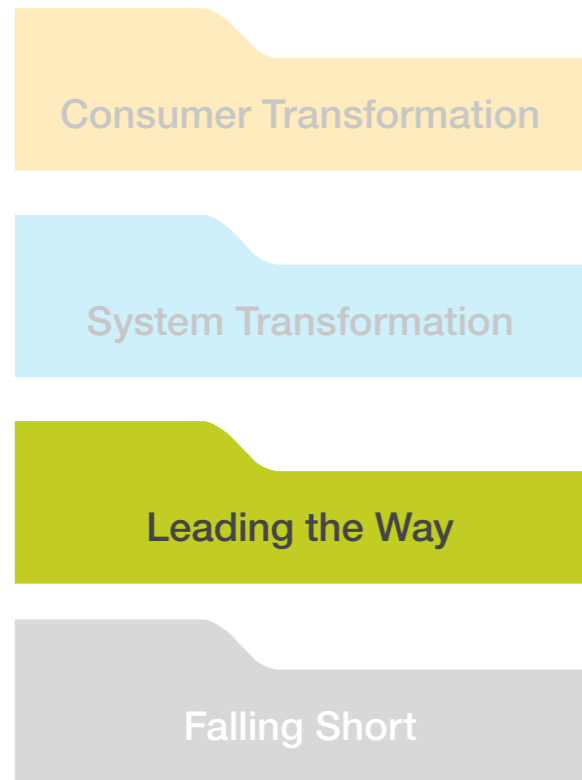 Consumer Transformation
System Transformation
Leading the Way
Falling Short